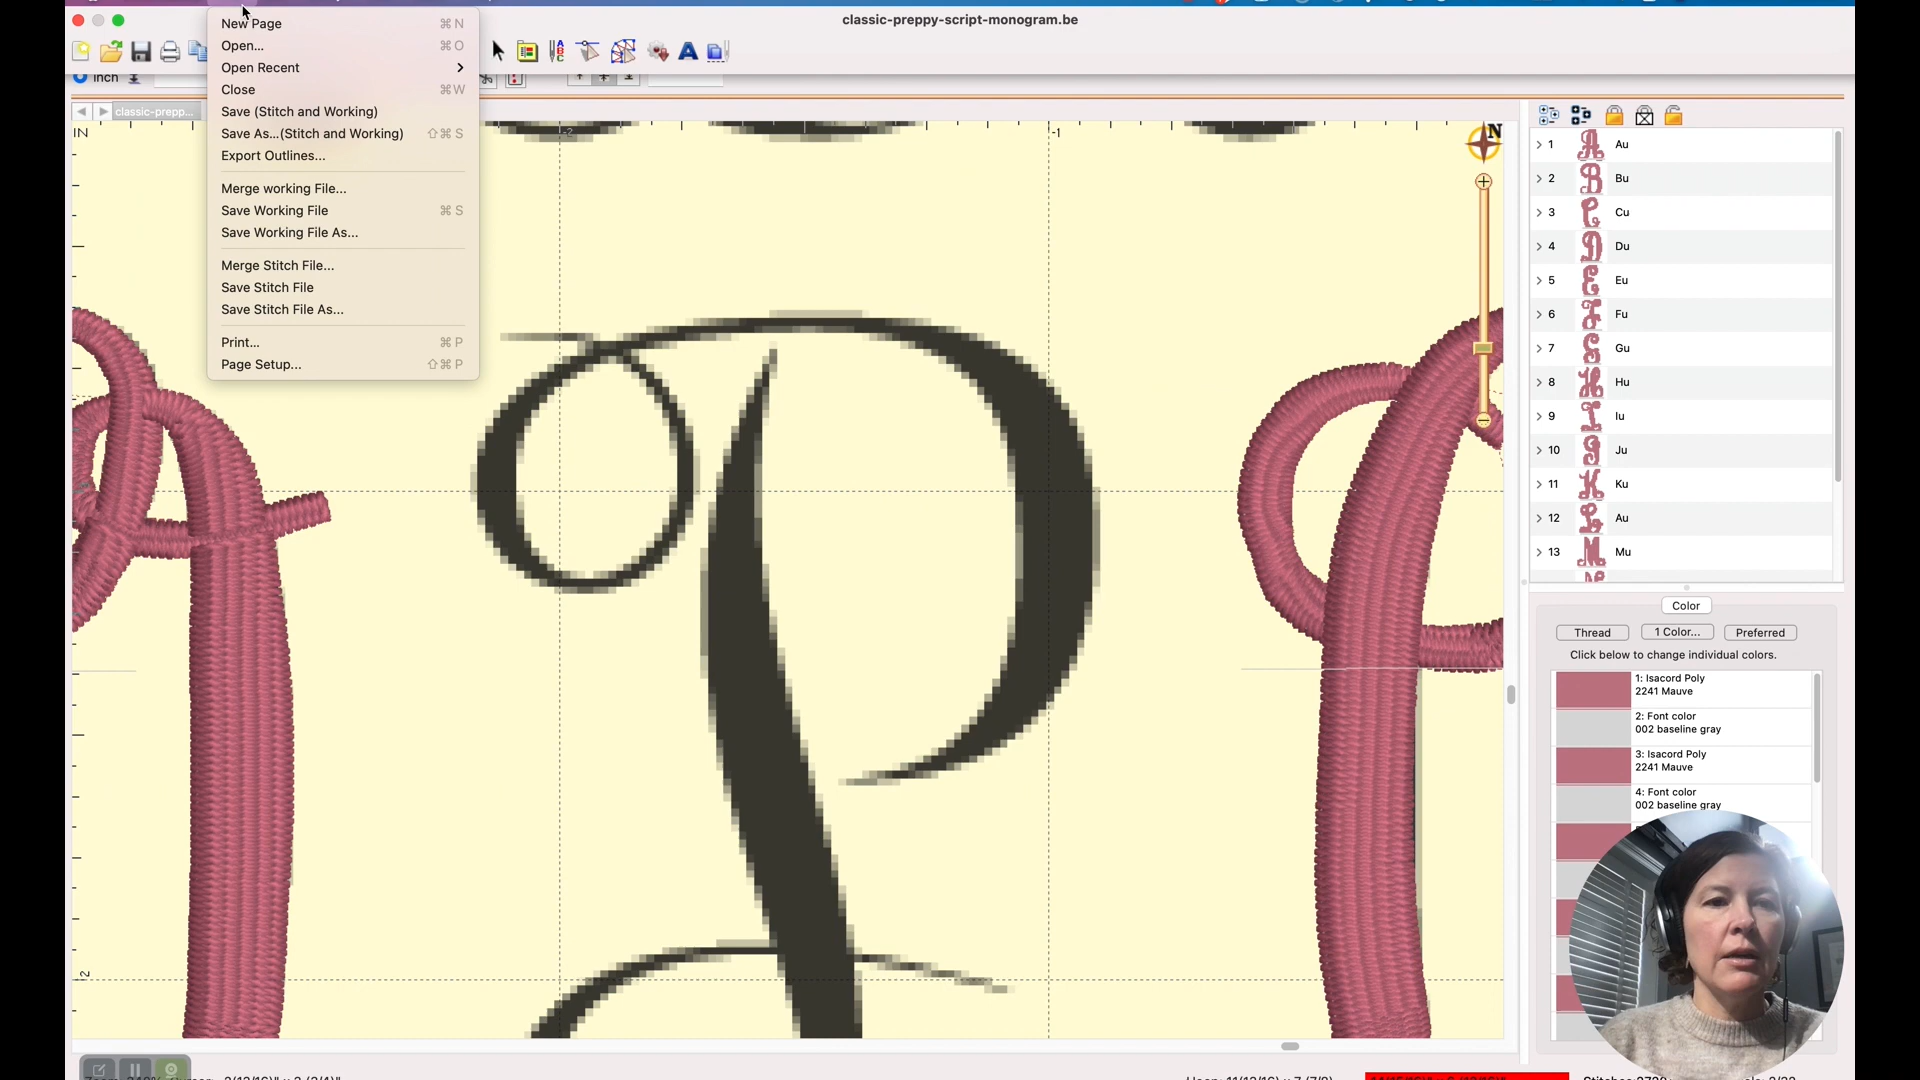 classic-preppy-script-monogram.be
New Page ⌘ N
Open... ⌘ O
Open Recent
Close ⌘ W
Save (Stitch and Working)
Save As...(Stitch and Working) ⇧⌘ S
Export Outlines...
Merge working File...
Save Working File ⌘ S
Save Working File As...
Merge Stitch File...
Save Stitch File
Save Stitch File As...
Print... ⌘ P
Page Setup... ⇧⌘ P
Inch
classic-prepp...
IN
-2
-1
2
N
1 Au
2 Bu
3 Cu
4 Du
5 Eu
6 Fu
7 Gu
8 Hu
9 Iu
10 Ju
11 Ku
12 Au
13 Mu
Color
Thread
1 Color...
Preferred
Click below to change individual colors.
1: Isacord Poly
2241 Mauve
2: Font color
002 baseline gray
3: Isacord Poly
2241 Mauve
4: Font color
002 baseline gray